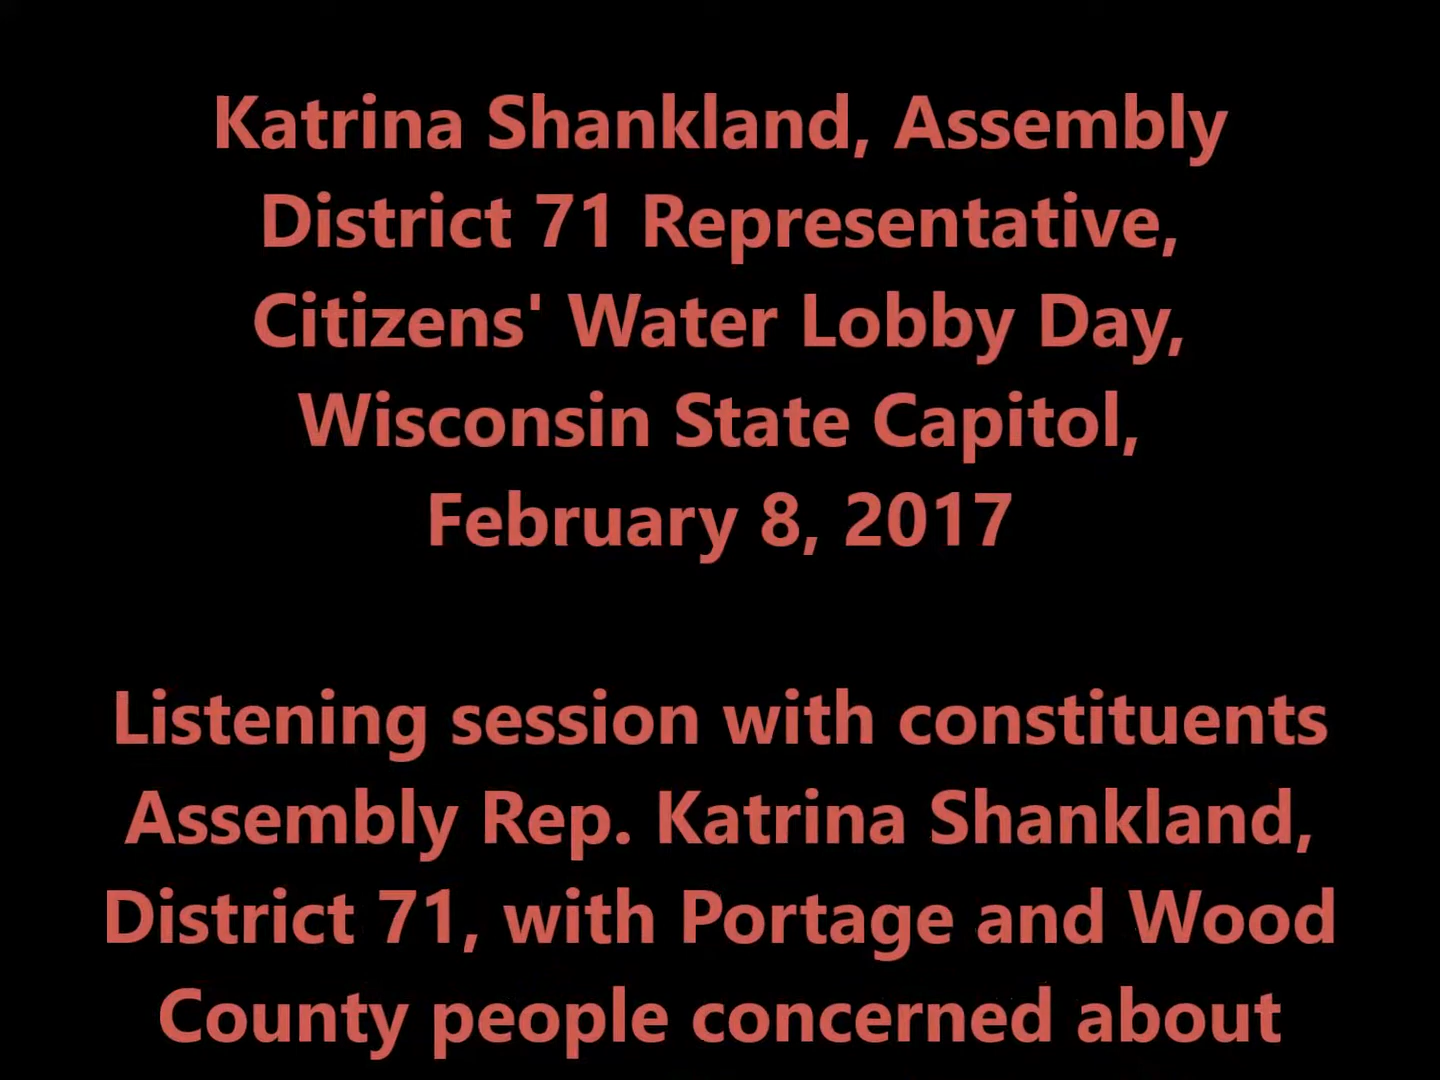 Katrina Shankland, Assembly
District 71 Representative,
Citizens' Water Lobby Day,
Wisconsin State Capitol,
February 8, 2017
Listening session with constituents
Assembly Rep. Katrina Shankland,
District 71, with Portage and Wood
County people concerned about